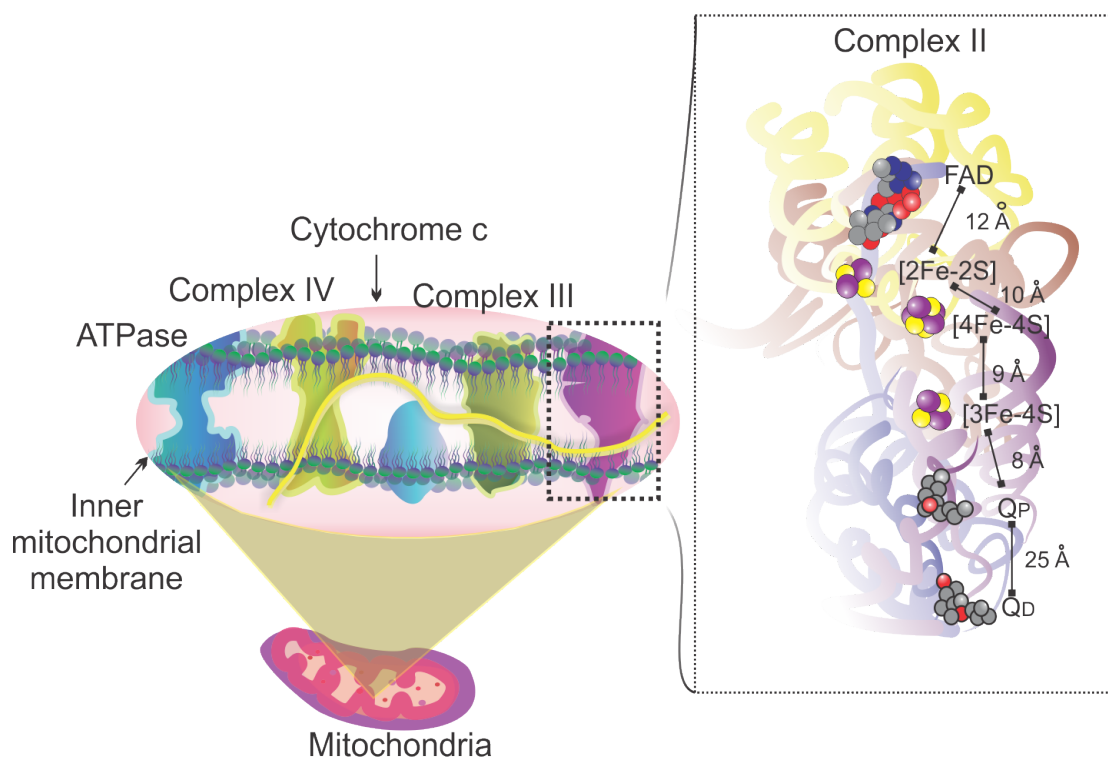 Complex II
FAD
12 Å
[2Fe-2S]
10 Å
[4Fe-4S]
9 Å
[3Fe-4S]
8 Å
QP
25 Å
QD
Cytochrome c
Complex IV
Complex III
ATPase
Inner
mitochondrial
membrane
Mitochondria